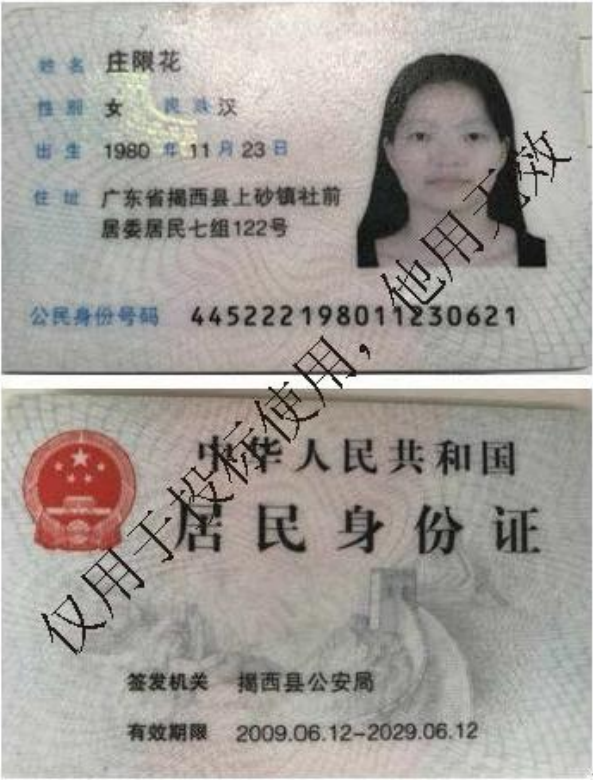 姓名 庄限花
性别 女 民族 汉
出生 1980 年 11 月 23 日
住址 广东省揭西县上砂镇社前
居委居民七组122号
公民身份号码 445222198011230621
仅用于投标使用，他用无效
中华人民共和国
居民身份证
签发机关 揭西县公安局
有效期限 2009.06.12-2029.06.12